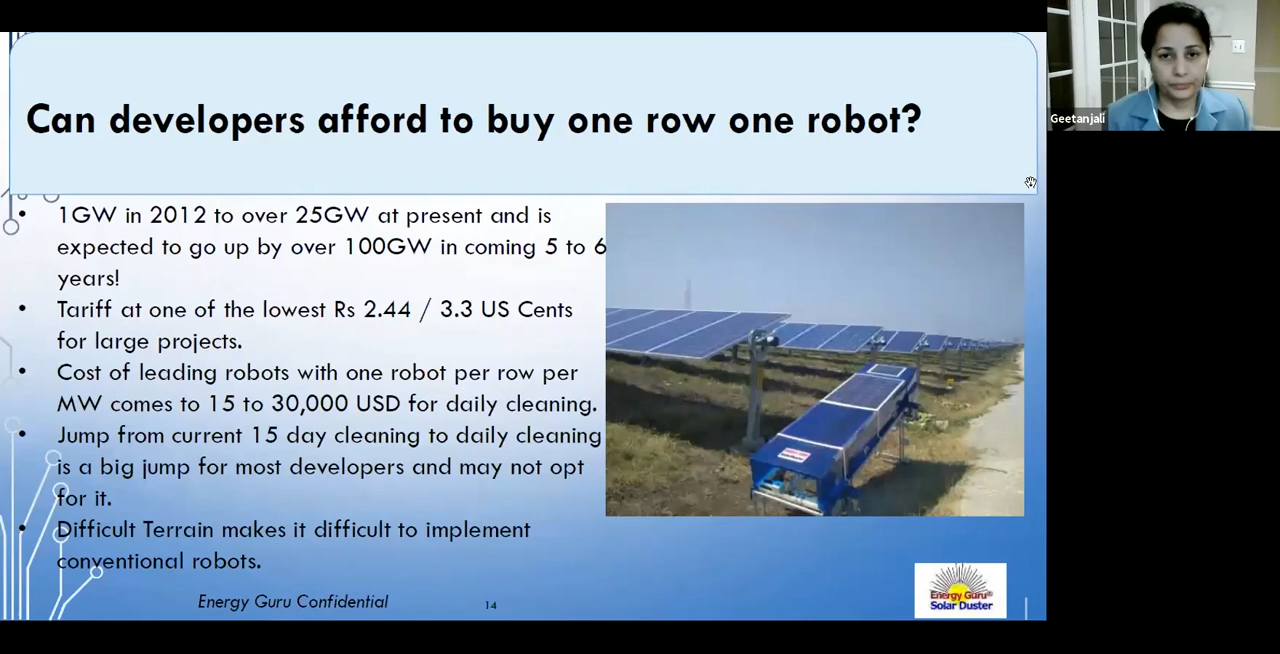 Can developers afford to buy one row one robot?
Geetanjali
• 1GW in 2012 to over 25GW at present and is
expected to go up by over 100GW in coming 5 to 6
years!
• Tariff at one of the lowest Rs 2.44 / 3.3 US Cents
for large projects.
• Cost of leading robots with one robot per row per
MW comes to 15 to 30,000 USD for daily cleaning.
• Jump from current 15 day cleaning to daily cleaning
is a big jump for most developers and may not opt
for it.
• Difficult Terrain makes it difficult to implement
conventional robots.
Energy Guru Confidential
14
Energy Guru®
Solar Duster